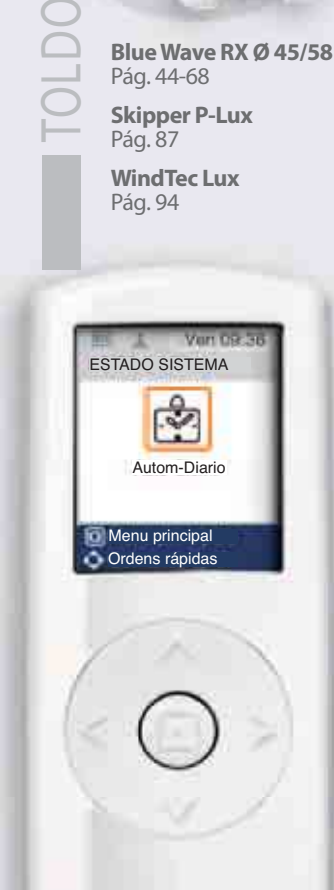 TOLDO
Blue Wave RX Ø 45/58
Pág. 44-68
Skipper P-Lux
Pág. 87
WindTec Lux
Pág. 94
Ven 09:36
ESTADO SISTEMA
Autom-Diario
Menu principal
Ordens rápidas